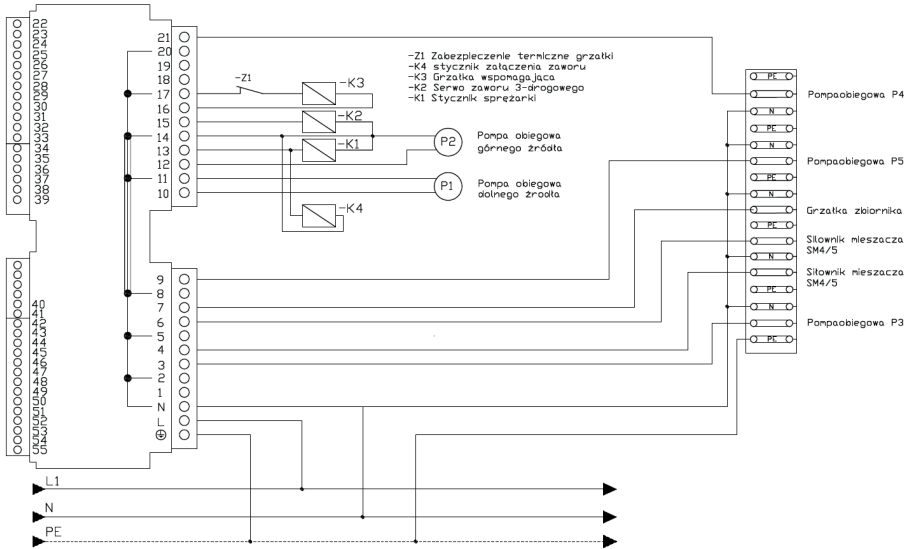 22
23
24
25
26
27
28
29
30
31
32
33
34
35
36
37
38
39
40
41
42
43
44
45
46
47
48
49
50
51
52
53
54
55
21
20
19
18
17
16
15
14
13
12
11
10
9
8
7
6
5
4
3
2
1
N
L
-Z1
-K3
-K2
-K1
-K4
-Z1 Zabezpieczenie termiczne grzałki
-K4 stycznik załączenia zaworu
-K3 Grzałka wspomagająca
-K2 Serwo zaworu 3-drogowego
-K1 Stycznik sprężarki
P2
Pompa obiegowa
górnego źródła
P1
Pompa obiegowa
dolnego źrodła
PE
Pompaobiegowa P4
N
PE
N
Pompaobiegowa P5
PE
N
Grzałka zbiornika
PE
Siłownik mieszacza
SM4/5
N
Siłownik mieszacza
SM4/5
PE
N
Pompaobiegowa P3
PE
L1
N
PE